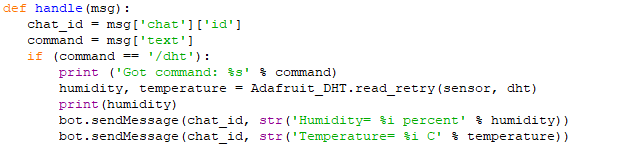 def handle(msg):
    chat_id = msg['chat']['id']
    command = msg['text']
    if (command == '/dht'):
        print ('Got command: %s' % command)
        humidity, temperature = Adafruit_DHT.read_retry(sensor, dht)
        print(humidity)
        bot.sendMessage(chat_id, str('Humidity= %i percent' % humidity))
        bot.sendMessage(chat_id, str('Temperature= %i C' % temperature))